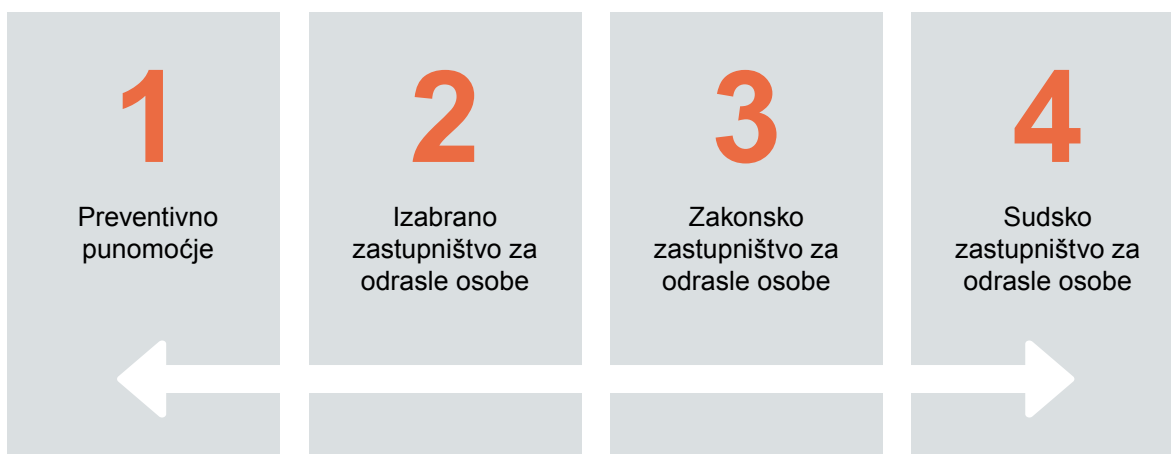 1
Preventivno
punomoćje
2
Izabrano
zastupništvo za
odrasle osobe
3
Zakonsko
zastupništvo za
odrasle osobe
4
Sudsko
zastupništvo za
odrasle osobe